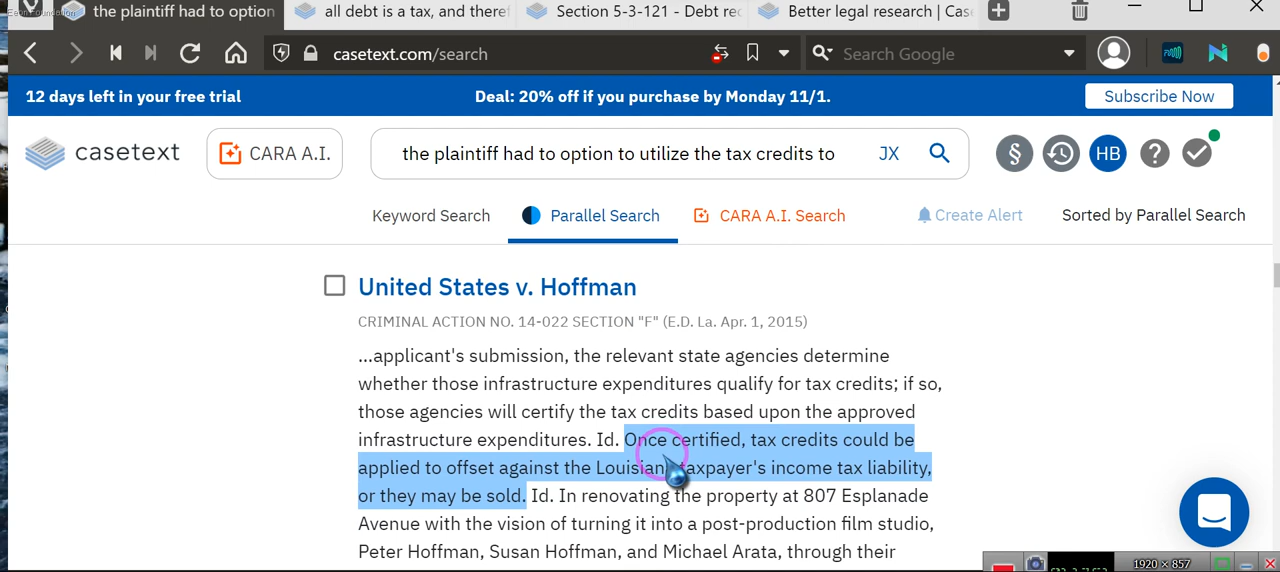 Eeon Foundation
the plaintiff had to option
all debt is a tax, and theref
Section 5-3-121 - Debt rec
Better legal research | Cas
casetext.com/search
Search Google
12 days left in your free trial
Deal: 20% off if you purchase by Monday 11/1.
Subscribe Now
casetext
CARA A.I.
the plaintiff had to option to utilize the tax credits to
JX
§
HB
?
Keyword Search
Parallel Search
CARA A.I. Search
Create Alert
Sorted by Parallel Search
United States v. Hoffman
CRIMINAL ACTION NO. 14-022 SECTION "F" (E.D. La. Apr. 1, 2015)
...applicant's submission, the relevant state agencies determine
whether those infrastructure expenditures qualify for tax credits; if so,
those agencies will certify the tax credits based upon the approved
infrastructure expenditures. Id. Once certified, tax credits could be
applied to offset against the Louisiana taxpayer's income tax liability,
or they may be sold. Id. In renovating the property at 807 Esplanade
Avenue with the vision of turning it into a post-production film studio,
Peter Hoffman, Susan Hoffman, and Michael Arata, through their
1920 × 857